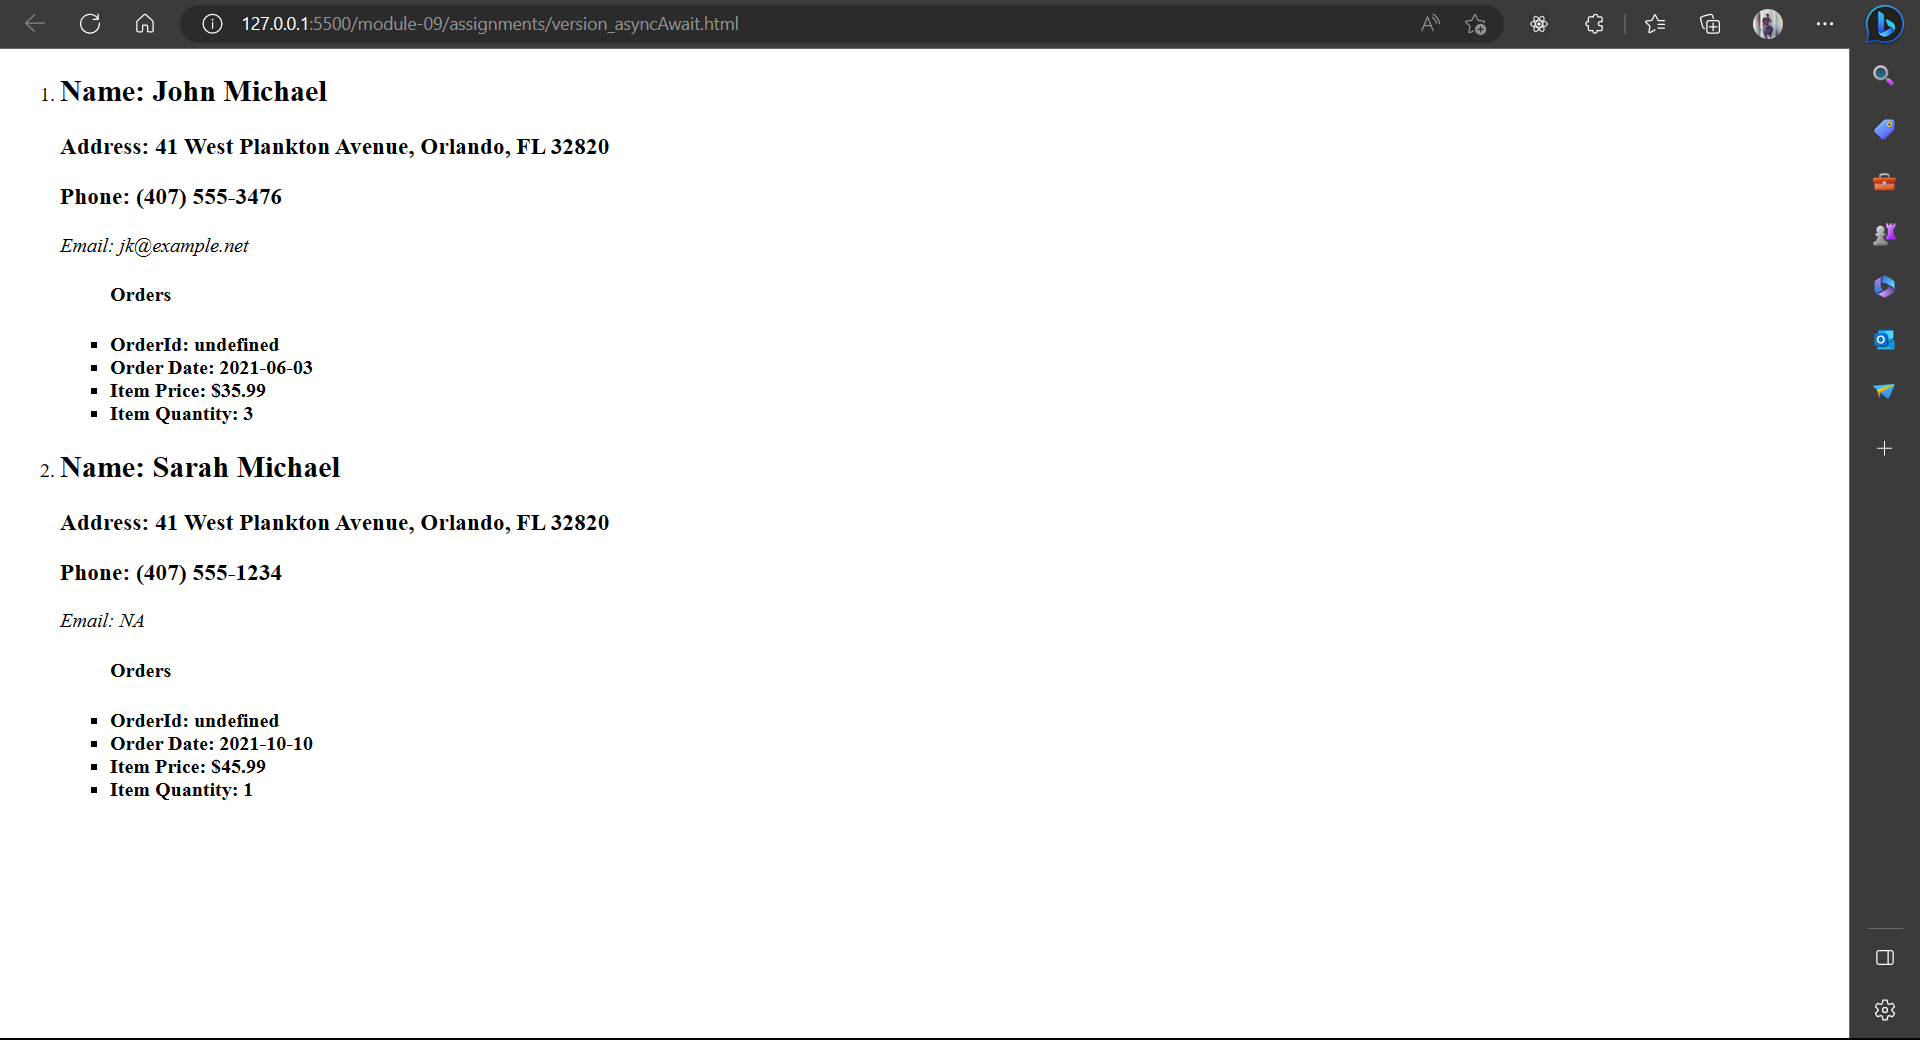 127.0.0.1:5500/module-09/assignments/version_asyncAwait.html
1. Name: John Michael
Address: 41 West Plankton Avenue, Orlando, FL 32820
Phone: (407) 555-3476
Email: jk@example.net
Orders
▪ OrderId: undefined
▪ Order Date: 2021-06-03
▪ Item Price: $35.99
▪ Item Quantity: 3
2. Name: Sarah Michael
Address: 41 West Plankton Avenue, Orlando, FL 32820
Phone: (407) 555-1234
Email: NA
Orders
▪ OrderId: undefined
▪ Order Date: 2021-10-10
▪ Item Price: $45.99
▪ Item Quantity: 1